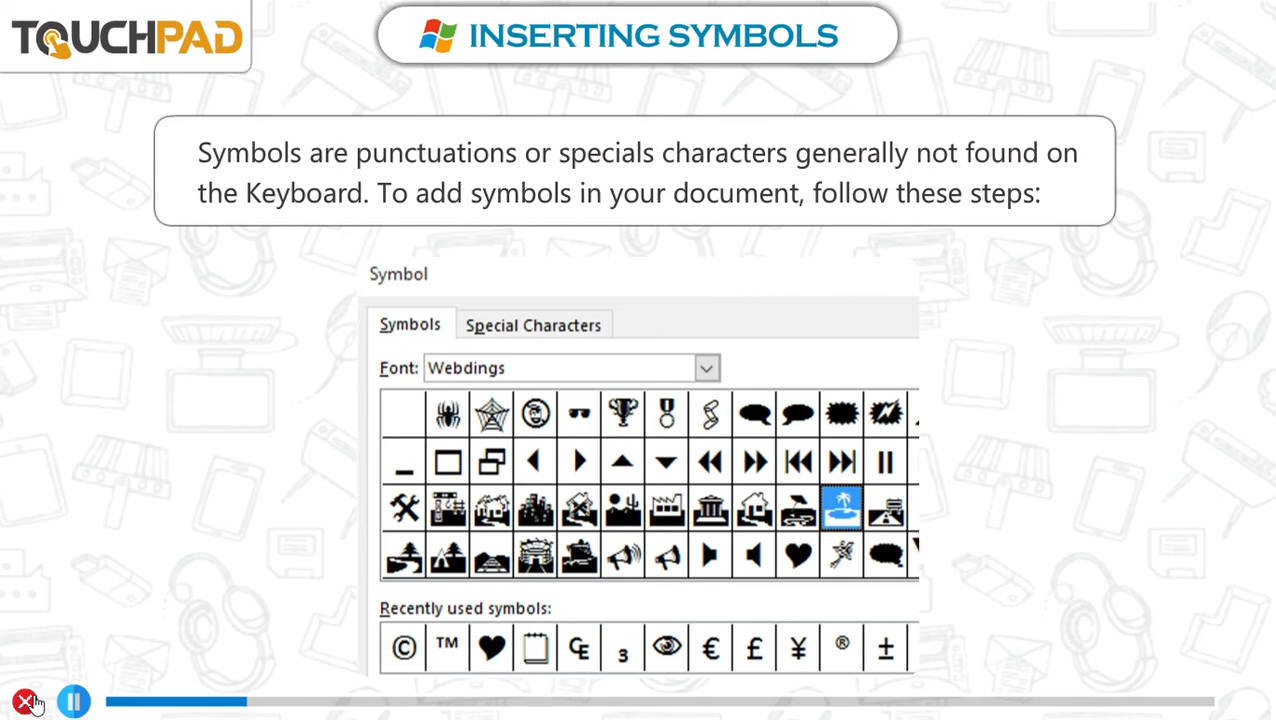 TOUCHPAD
INSERTING SYMBOLS
Symbols are punctuations or specials characters generally not found on
the Keyboard. To add symbols in your document, follow these steps:
Symbol
Symbols Special Characters
Font: Webdings
Recently used symbols:
© ™ ♥ ₠ ₃ € £ ¥ ® ±